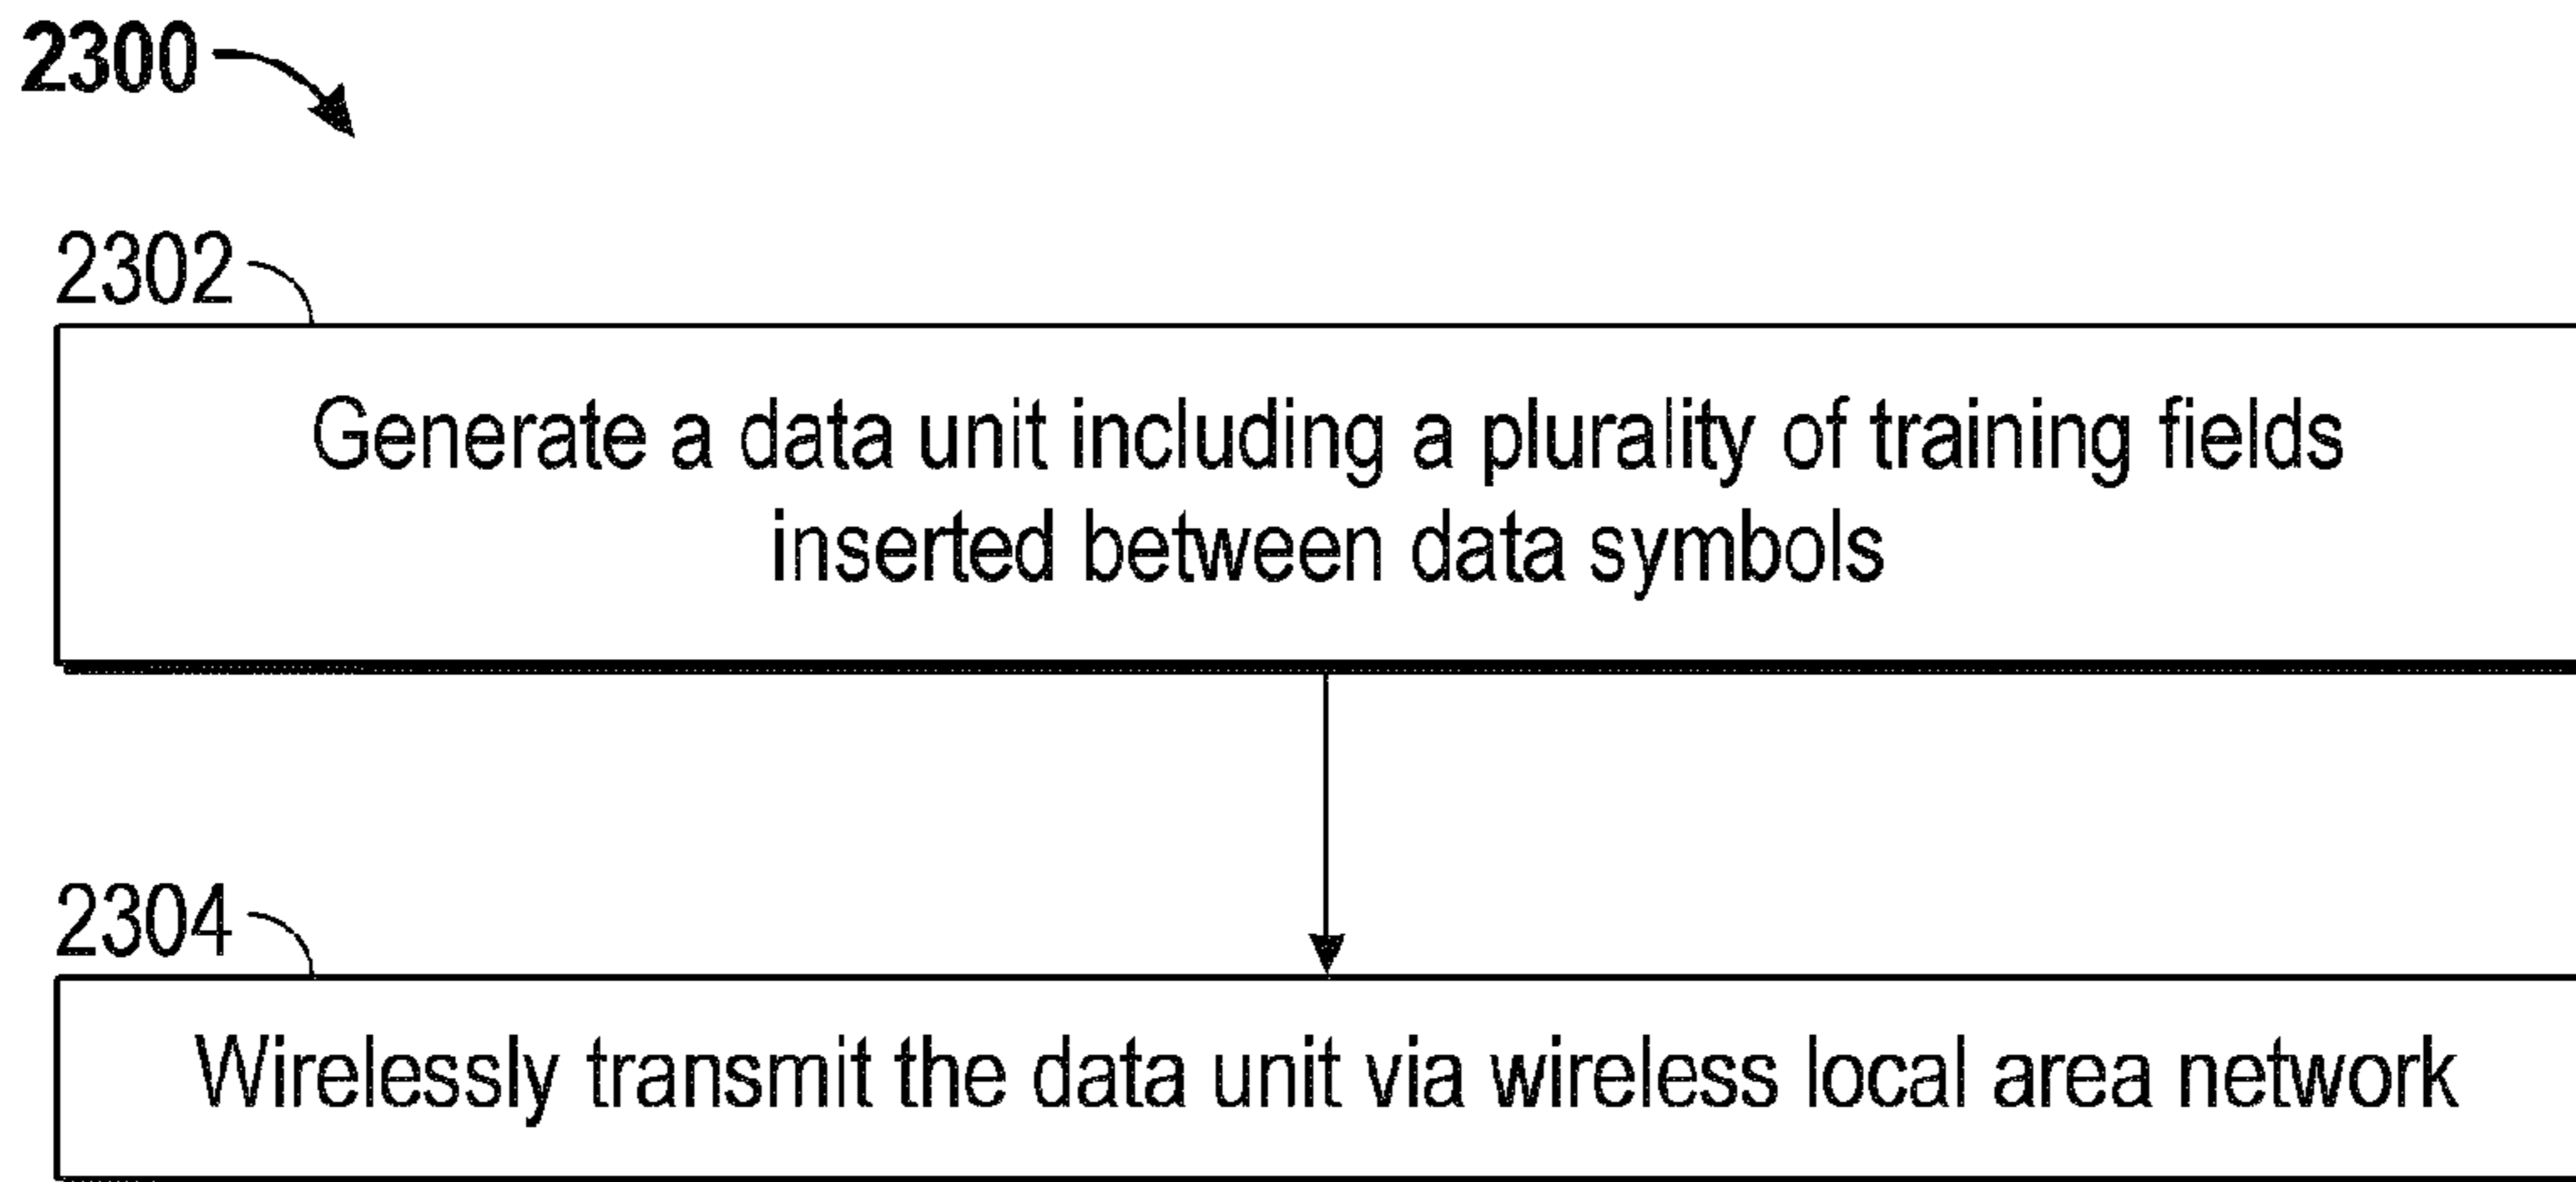 2300
2302
Generate a data unit including a plurality of training fields
inserted between data symbols
2304
Wirelessly transmit the data unit via wireless local area network